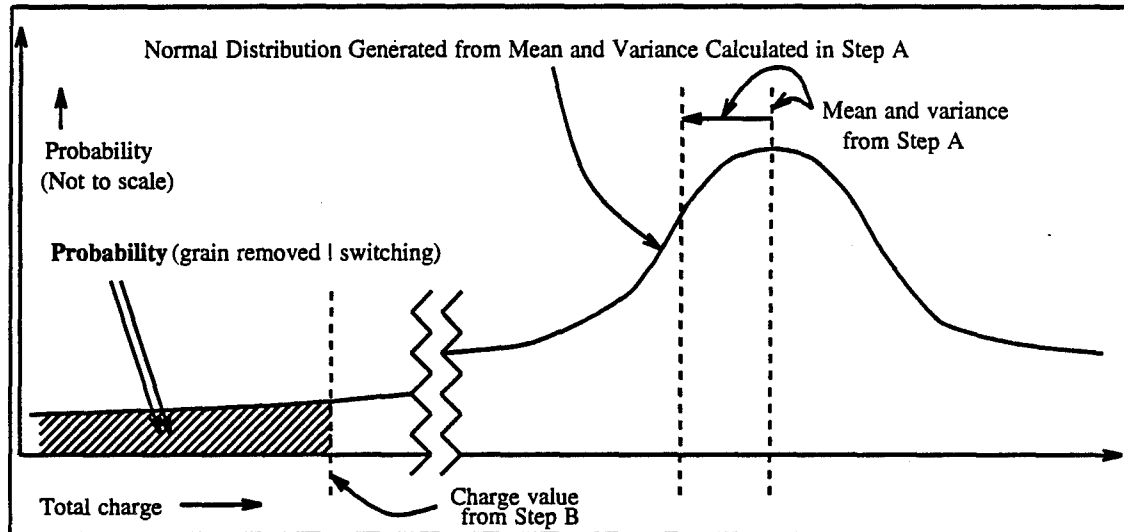 Normal Distribution Generated from Mean and Variance Calculated in Step A
Mean and variance
from Step A
Probability
(Not to scale)
Probability (grain removed | switching)
Total charge
Charge value
from Step B